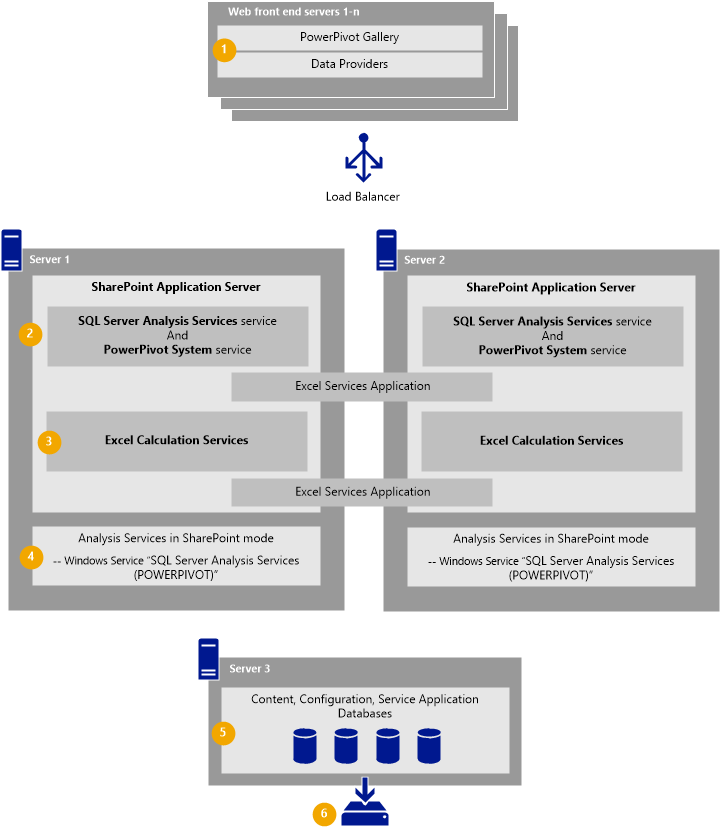 Web front end servers 1-n
PowerPivot Gallery
1
Data Providers
Load Balancer
Server 1
SharePoint Application Server
2
SQL Server Analysis Services service
And
PowerPivot System service
Server 2
SharePoint Application Server
SQL Server Analysis Services service
And
PowerPivot System service
Excel Services Application
3
Excel Calculation Services
Excel Calculation Services
Excel Services Application
4
Analysis Services in SharePoint mode
-- Windows Service “SQL Server Analysis Services
(POWERPIVOT)”
Analysis Services in SharePoint mode
-- Windows Service “SQL Server Analysis Services
(POWERPIVOT)”
Server 3
Content, Configuration, Service Application
Databases
5
6